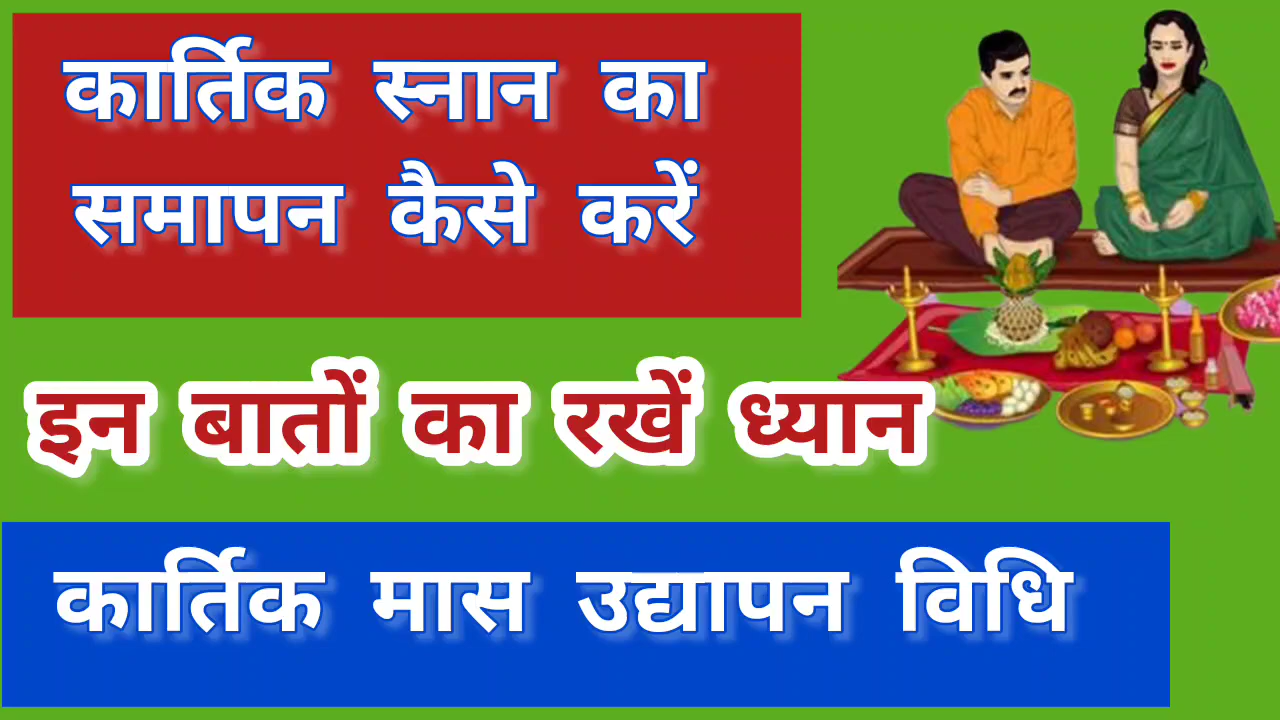 कार्तिक स्नान का
समापन कैसे करें
इन बातों का रखें ध्यान
कार्तिक मास उद्यापन विधि